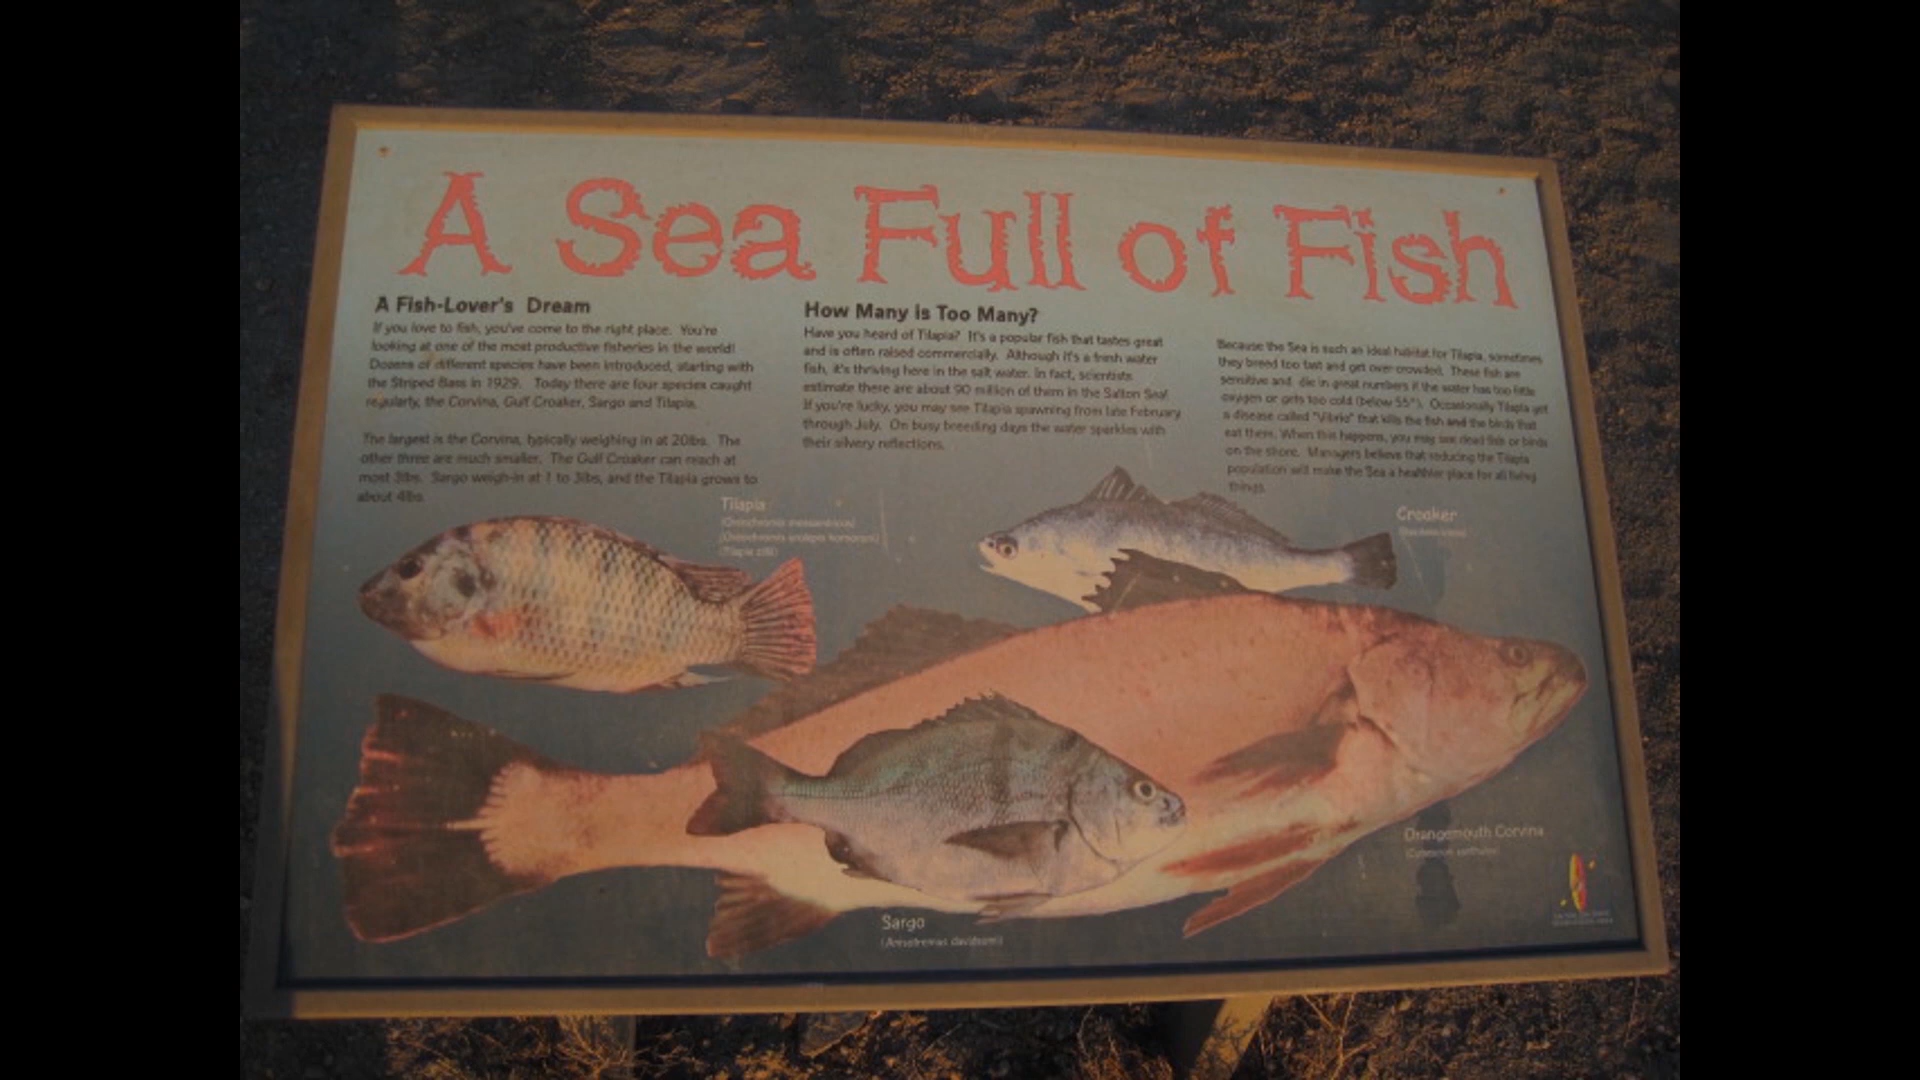 A Sea Full of Fish
A Fish-Lover's Dream
If you love to fish, you've come to the right place. You're
looking at one of the most productive fisheries in the world!
Dozens of different species have been introduced, starting with
the Striped Bass in 1929. Today there are four species caught
regularly, the Corvina, Gulf Croaker, Sargo and Tilapia.
The largest is the Corvina, typically weighing in at 20lbs. The
other three are much smaller. The Gulf Croaker can reach at
most 3lbs. Sargo weigh-in at 1 to 3lbs, and the Tilapia grows to
about 4lbs.
How Many is Too Many?
Have you heard of Tilapia? It's a popular fish that tastes great
and is often raised commercially. Although it's a fresh water
fish, it's thriving here in the salt water. In fact, scientists
estimate there are about 90 million of them in the Salton Sea!
If you're lucky, you may see Tilapia spawning from late February
through July. On busy breeding days the water sparkles with
their silvery reflections.
Because the Sea is such an ideal habitat for Tilapia, sometimes
they breed too fast and get over crowded. These fish are
sensitive and die in great numbers if the water has too little
oxygen or gets too cold (below 55°). Occasionally Tilapia get
a disease called "Vibrio" that kills the fish and the birds that
eat them. When this happens, you may see dead fish or birds
on the shore. Managers believe that reducing the Tilapia
population will make the Sea a healthier place for all living
things.
Tilapia
Croaker
Orangemouth Corvina
Sargo
(Anisotremus davidsoni)